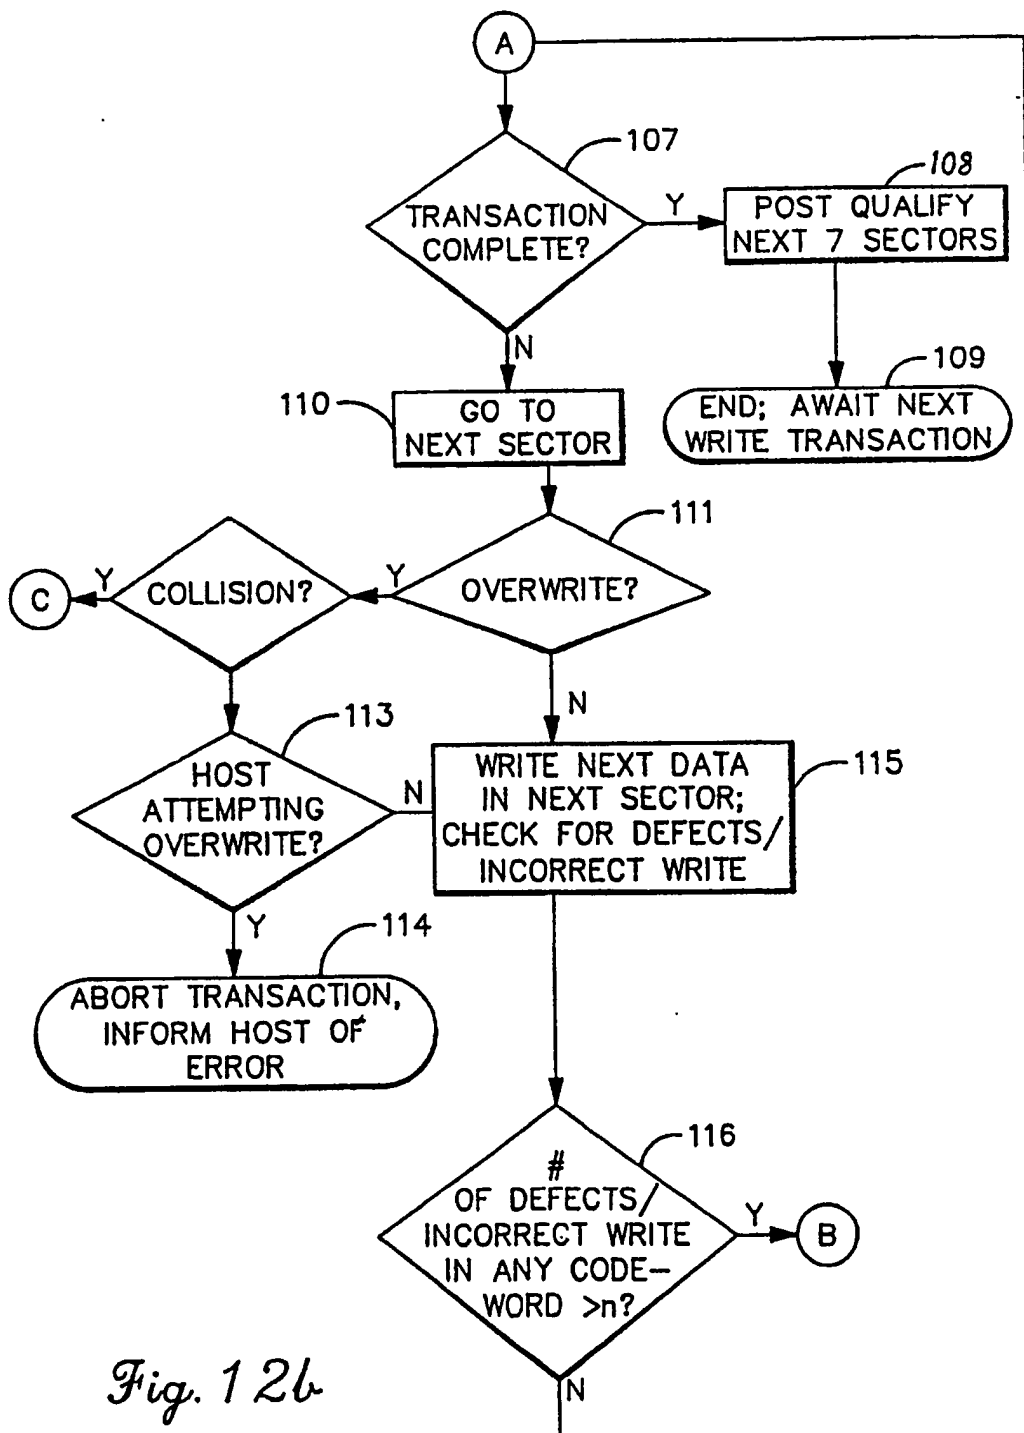 A
107
TRANSACTION
COMPLETE?
Y
108
POST QUALIFY
NEXT 7 SECTORS
N
109
END; AWAIT NEXT
WRITE TRANSACTION
110
GO TO
NEXT SECTOR
111
OVERWRITE?
Y
COLLISION?
Y
C
N
113
HOST
ATTEMPTING
OVERWRITE?
N
115
WRITE NEXT DATA
IN NEXT SECTOR;
CHECK FOR DEFECTS/
INCORRECT WRITE
Y
114
ABORT TRANSACTION,
INFORM HOST OF
ERROR
116
#
OF DEFECTS/
INCORRECT WRITE
IN ANY CODE-
WORD >n?
Y
B
N
Fig. 12b